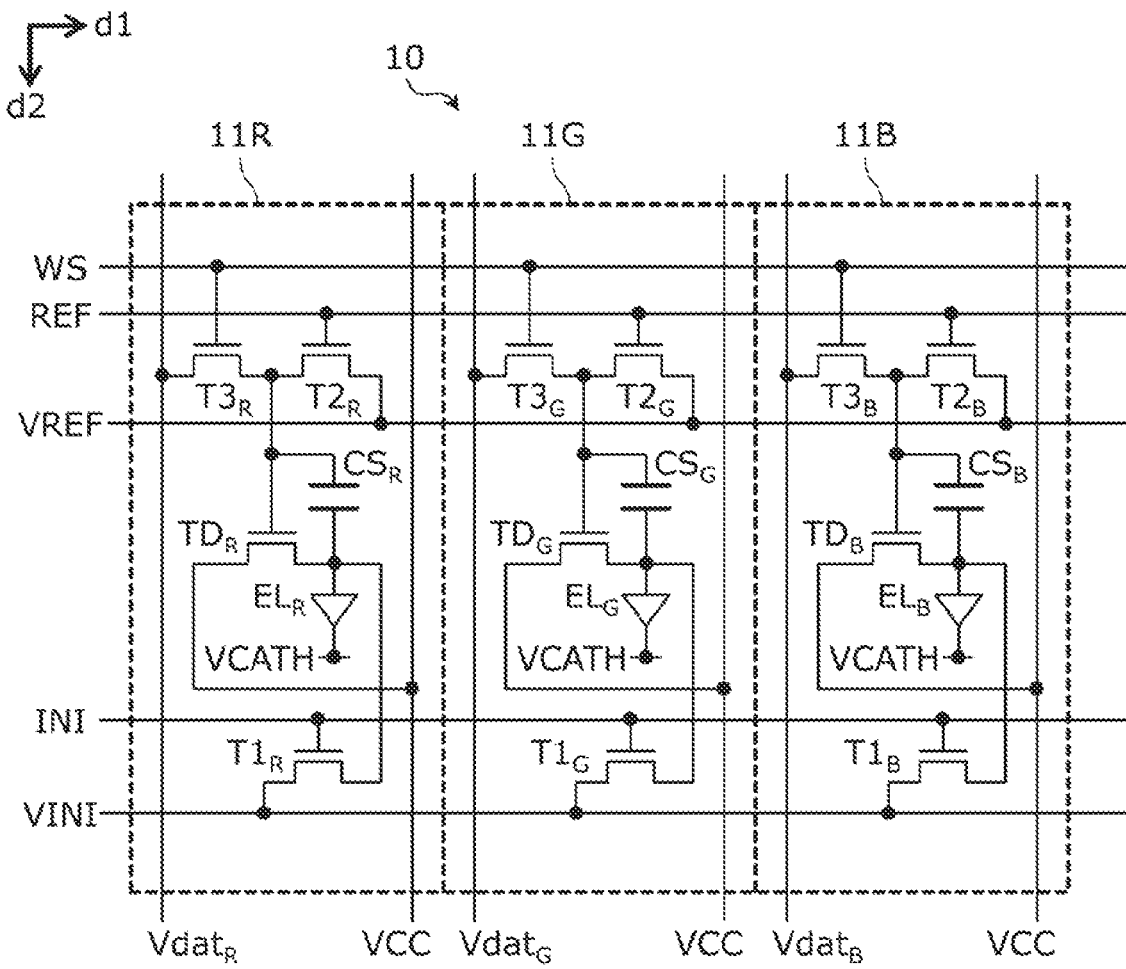 d1
d2
10
11R 11G 11B
WS
REF
T3R T2R T3G T2G T3B T2B
VREF
CSR CSG CSB
TDR TDG TDB
ELR ELG ELB
VCATH VCATH VCATH
INI
T1R T1G T1B
VINI
VdatR VCC VdatG VCC VdatB VCC